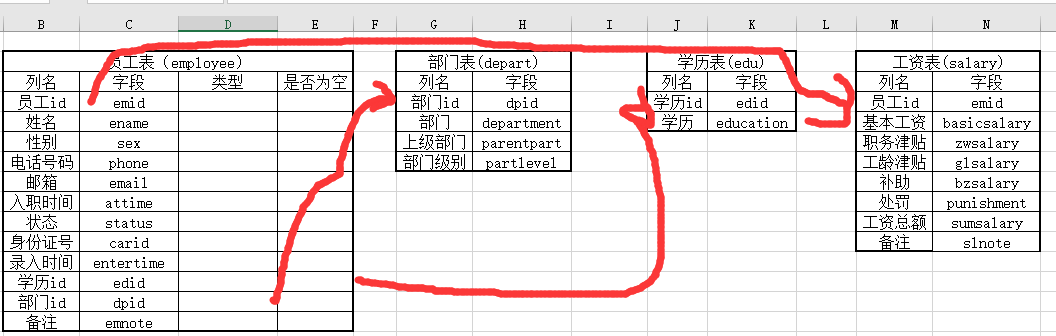 B C D E F G H I J K L M N
员工表（employee） 部门表(depart) 学历表(edu) 工资表(salary)
列名 字段 类型 是否为空 列名 字段 列名 字段 列名 字段
员工id emid 部门id dpid 学历id edid 员工id emid
姓名 ename 部门 department 学历 education 基本工资 basicsalary
性别 sex 上级部门 parentpart 职务津贴 zwsalary
电话号码 phone 部门级别 partlevel 工龄津贴 glsalary
邮箱 email 补助 bzsalary
入职时间 attime 处罚 punishment
状态 status 工资总额 sumsalary
身份证号 carid 备注 slnote
录入时间 entertime
学历id edid
部门id dpid
备注 emnote